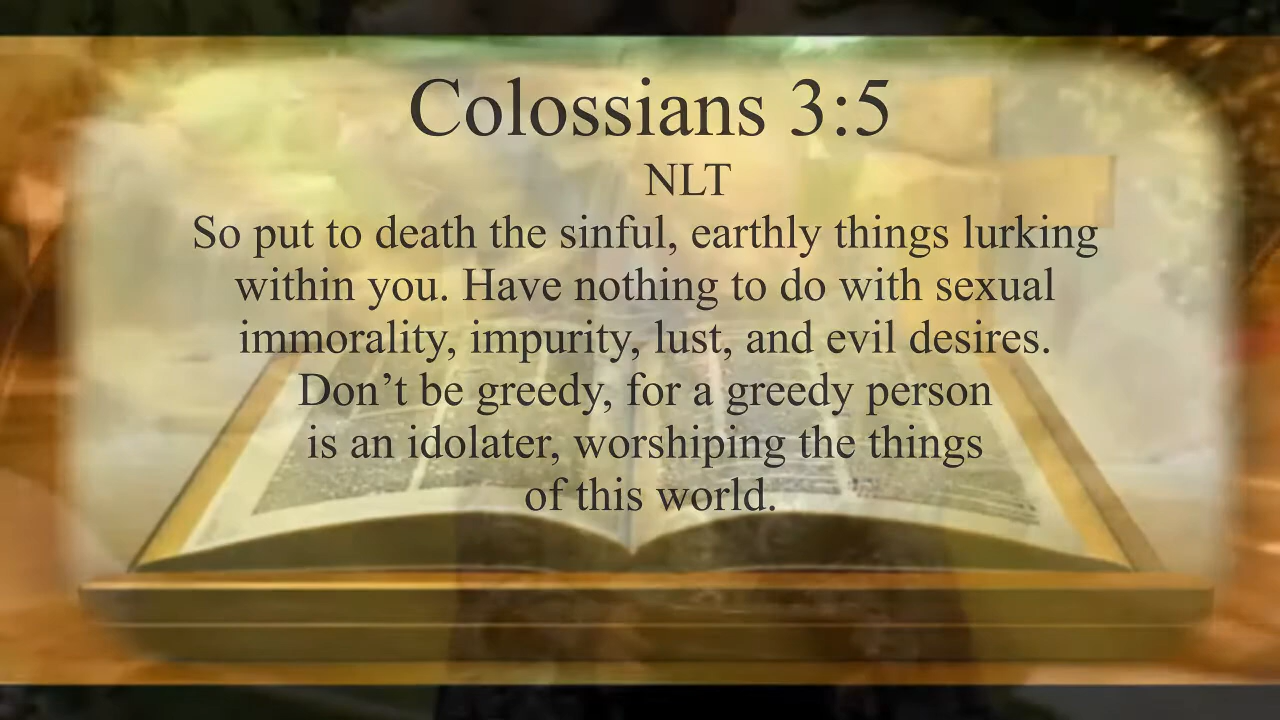 Colossians 3:5
NLT
So put to death the sinful, earthly things lurking
within you. Have nothing to do with sexual
immorality, impurity, lust, and evil desires.
Don’t be greedy, for a greedy person
is an idolater, worshiping the things
of this world.